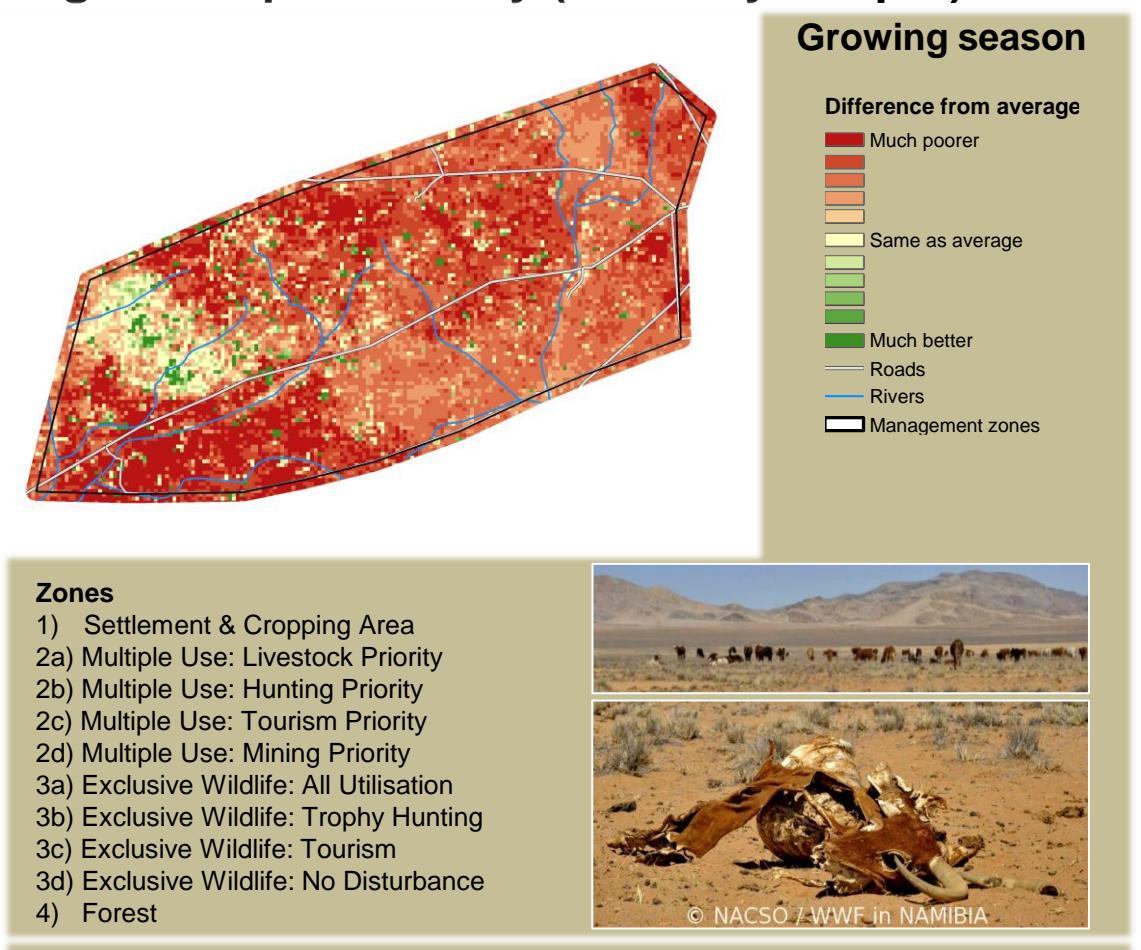 Growing season
Difference from average
Much poorer
Same as average
Much better
Roads
Rivers
Management zones
Zones
1) Settlement & Cropping Area
2a) Multiple Use: Livestock Priority
2b) Multiple Use: Hunting Priority
2c) Multiple Use: Tourism Priority
2d) Multiple Use: Mining Priority
3a) Exclusive Wildlife: All Utilisation
3b) Exclusive Wildlife: Trophy Hunting
3c) Exclusive Wildlife: Tourism
3d) Exclusive Wildlife: No Disturbance
4) Forest
© NACSO / WWF in NAMIBIA